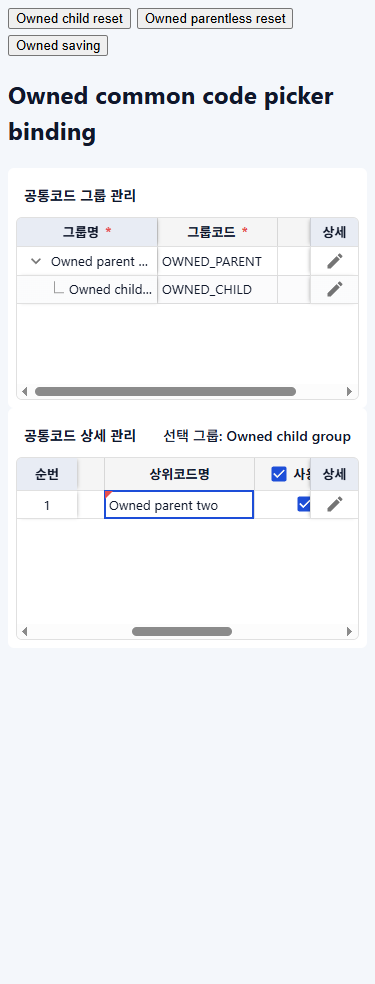 Owned child reset
Owned parentless reset
Owned saving
Owned common code picker
binding
공통코드 그룹 관리
그룹명 *
그룹코드 *
상세
Owned parent ...
OWNED_PARENT
Owned child...
OWNED_CHILD
공통코드 상세 관리
선택 그룹: Owned child group
순번
상위코드명
사용
상세
1
Owned parent two